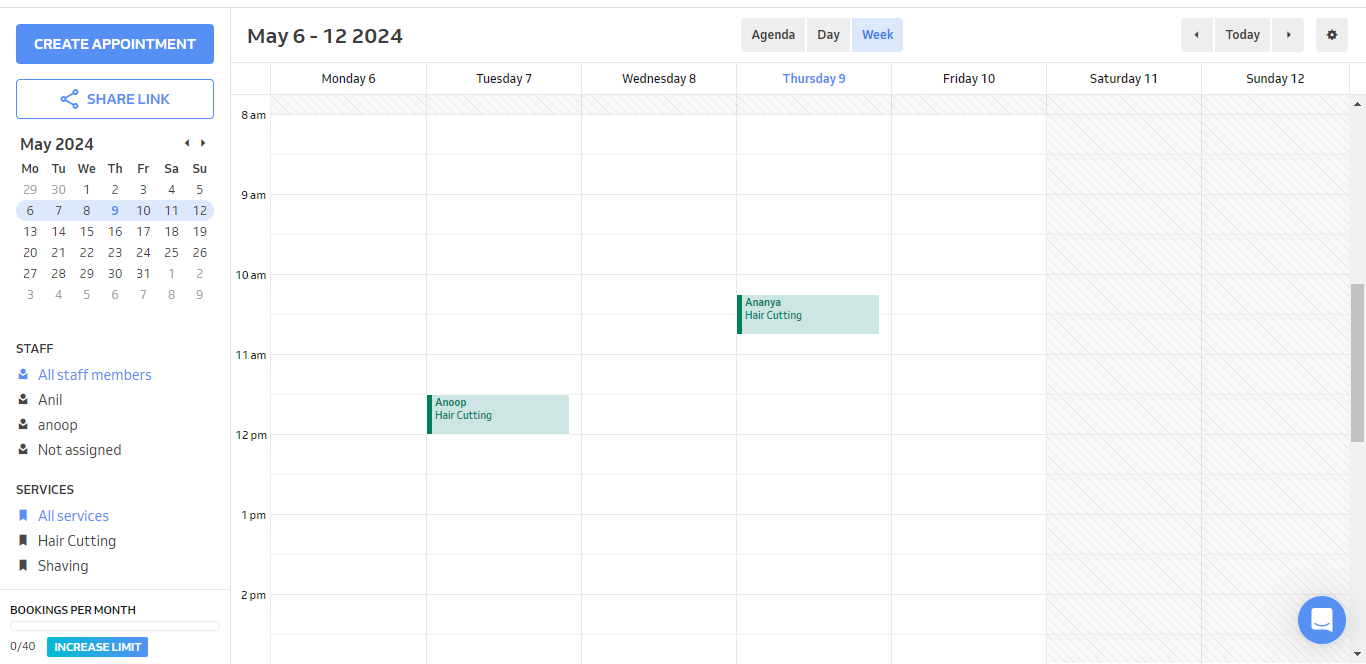 CREATE APPOINTMENT
SHARE LINK
May 2024
Mo Tu We Th Fr Sa Su
29 30 1 2 3 4 5
6 7 8 9 10 11 12
13 14 15 16 17 18 19
20 21 22 23 24 25 26
27 28 29 30 31 1 2
3 4 5 6 7 8 9
STAFF
All staff members
Anil
anoop
Not assigned
SERVICES
All services
Hair Cutting
Shaving
BOOKINGS PER MONTH
0/40 INCREASE LIMIT
May 6 - 12 2024
Agenda Day Week
Today
Monday 6 Tuesday 7 Wednesday 8 Thursday 9 Friday 10 Saturday 11 Sunday 12
8 am
9 am
10 am
Ananya
Hair Cutting
11 am
Anoop
Hair Cutting
12 pm
1 pm
2 pm